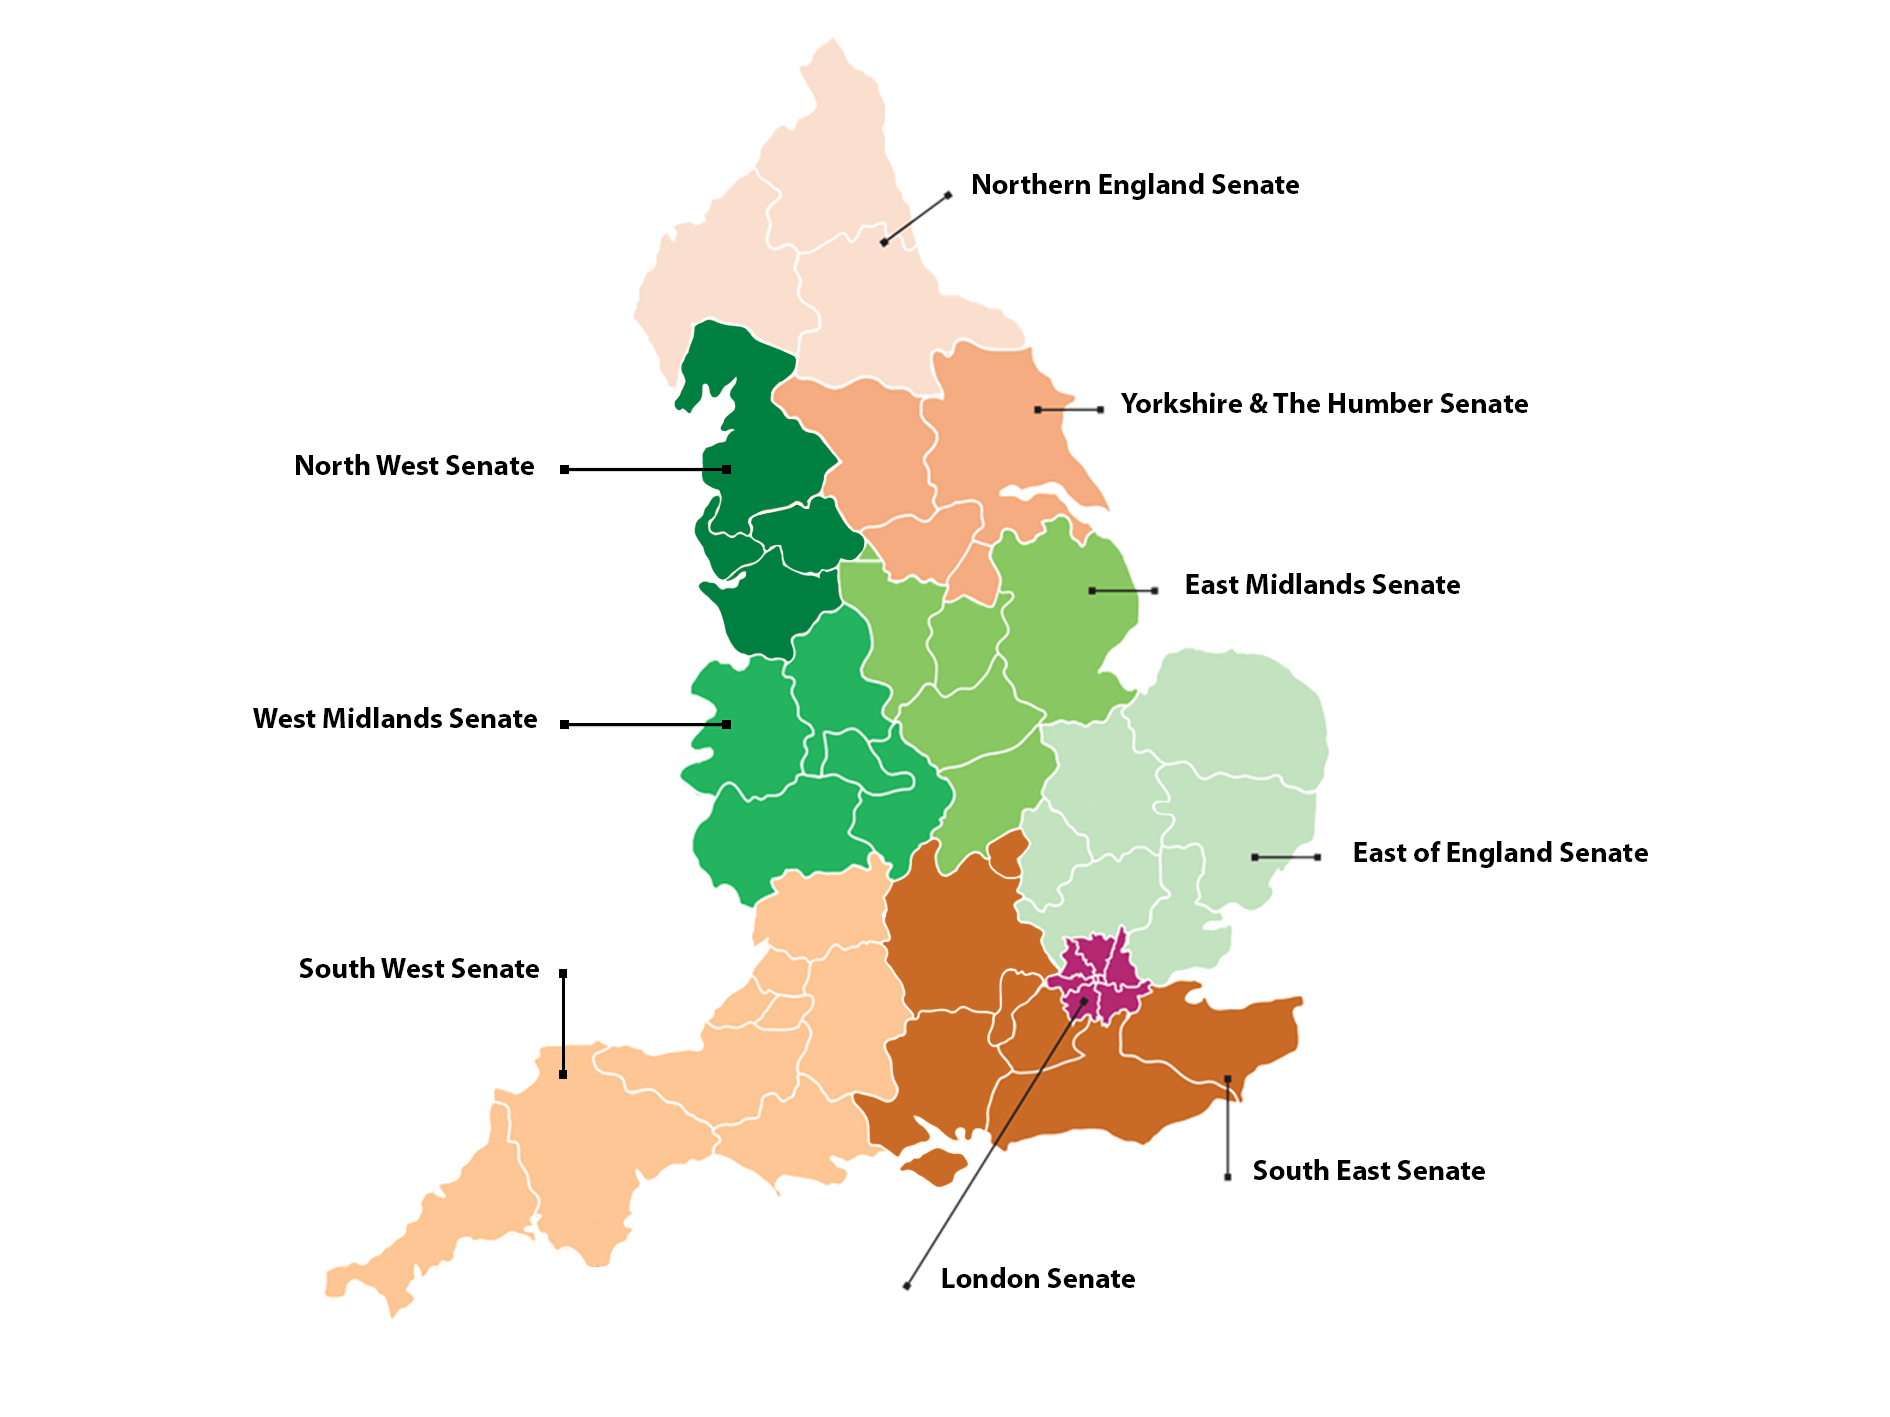 Northern England Senate
Yorkshire & The Humber Senate
North West Senate
East Midlands Senate
West Midlands Senate
East of England Senate
South West Senate
South East Senate
London Senate